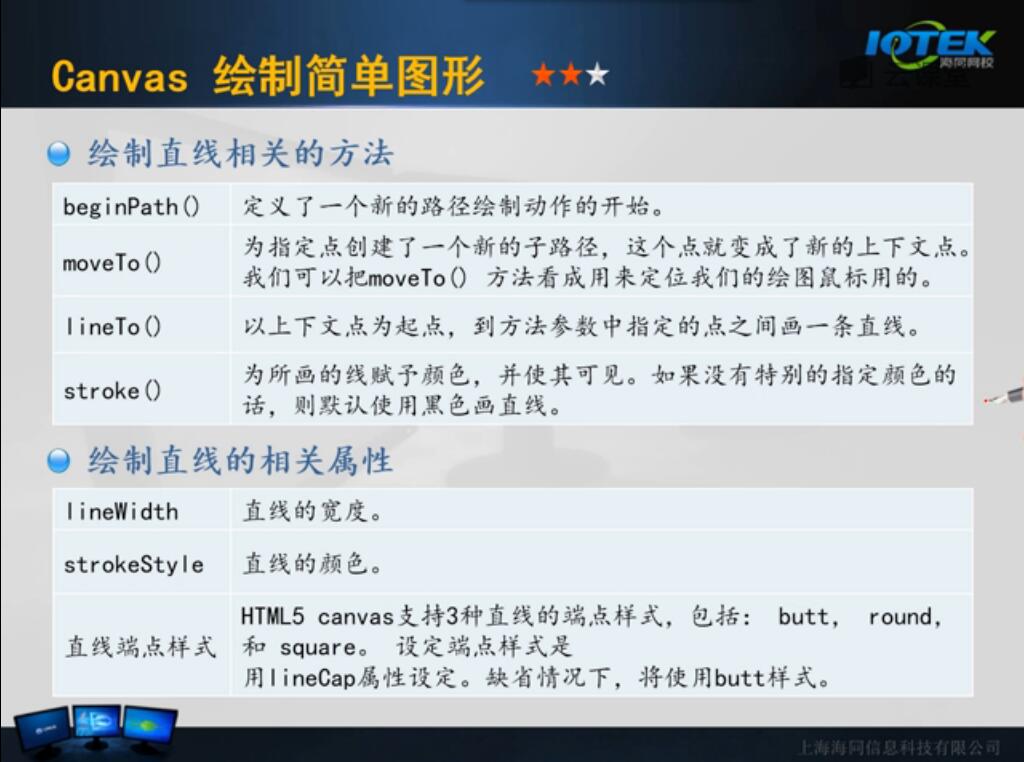 IOTEK
海同网校
云课堂
Canvas 绘制简单图形
绘制直线相关的方法
beginPath() 定义了一个新的路径绘制动作的开始。
moveTo() 为指定点创建了一个新的子路径，这个点就变成了新的上下文点。
我们可以把moveTo() 方法看成用来定位我们的绘图鼠标用的。
lineTo() 以上下文点为起点，到方法参数中指定的点之间画一条直线。
stroke() 为所画的线赋予颜色，并使其可见。如果没有特别的指定颜色的
话，则默认使用黑色画直线。
绘制直线的相关属性
lineWidth 直线的宽度。
strokeStyle 直线的颜色。
直线端点样式 HTML5 canvas支持3种直线的端点样式，包括： butt， round，
和 square。 设定端点样式是
用lineCap属性设定。缺省情况下，将使用butt样式。
上海海同信息科技有限公司